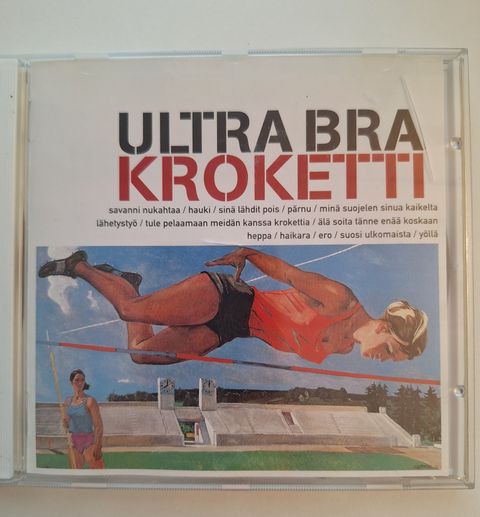 ULTRA BRA
KROKETTI
savanni nukahtaa / hauki / sinä lähdit pois / pärnu / minä suojelen sinua kaikelta
lähetystyö / tule pelaamaan meidän kanssa krokettia / älä soita tänne enää koskaan
heppa / haikara / ero / suosi ulkomaista / yöllä